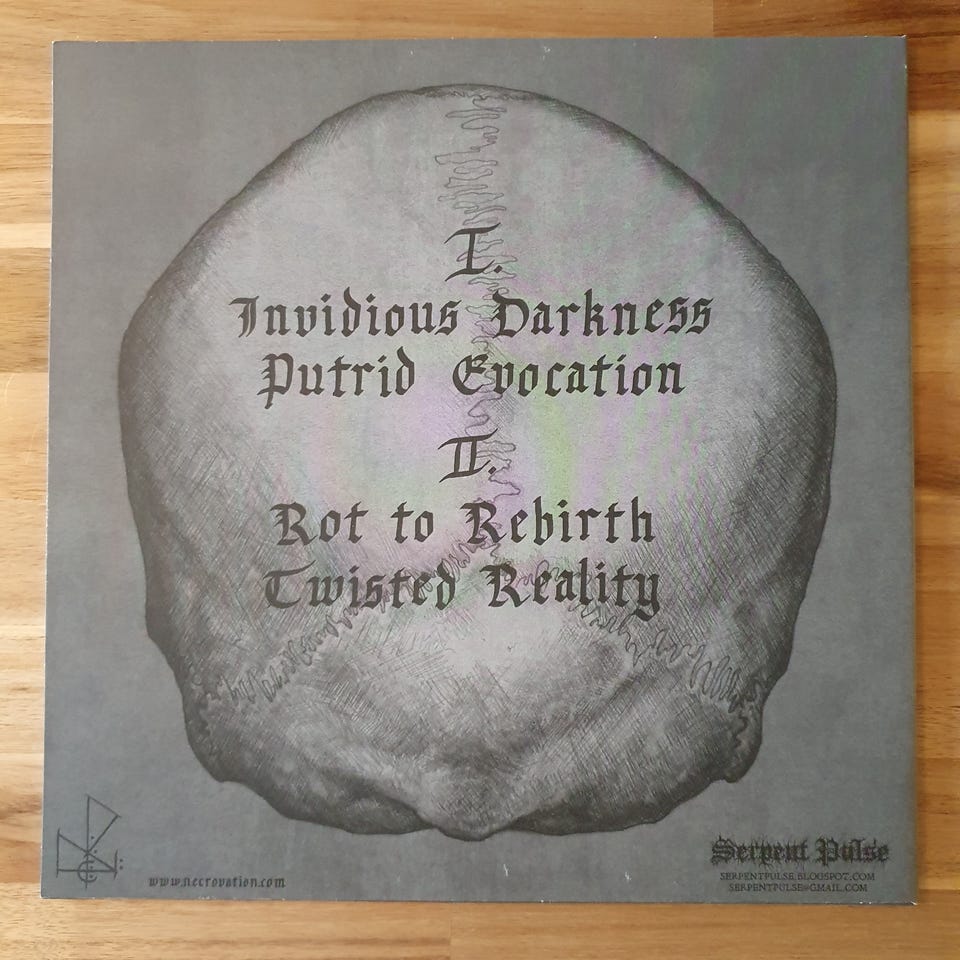 I.
Invidious Darkness
Putrid Evocation
II.
Rot to Rebirth
Twisted Reality
www.necrovation.com
Serpent Pulse
SERPENTPULSE.BLOGSPOT.COM
SERPENTPULSE@GMAIL.COM